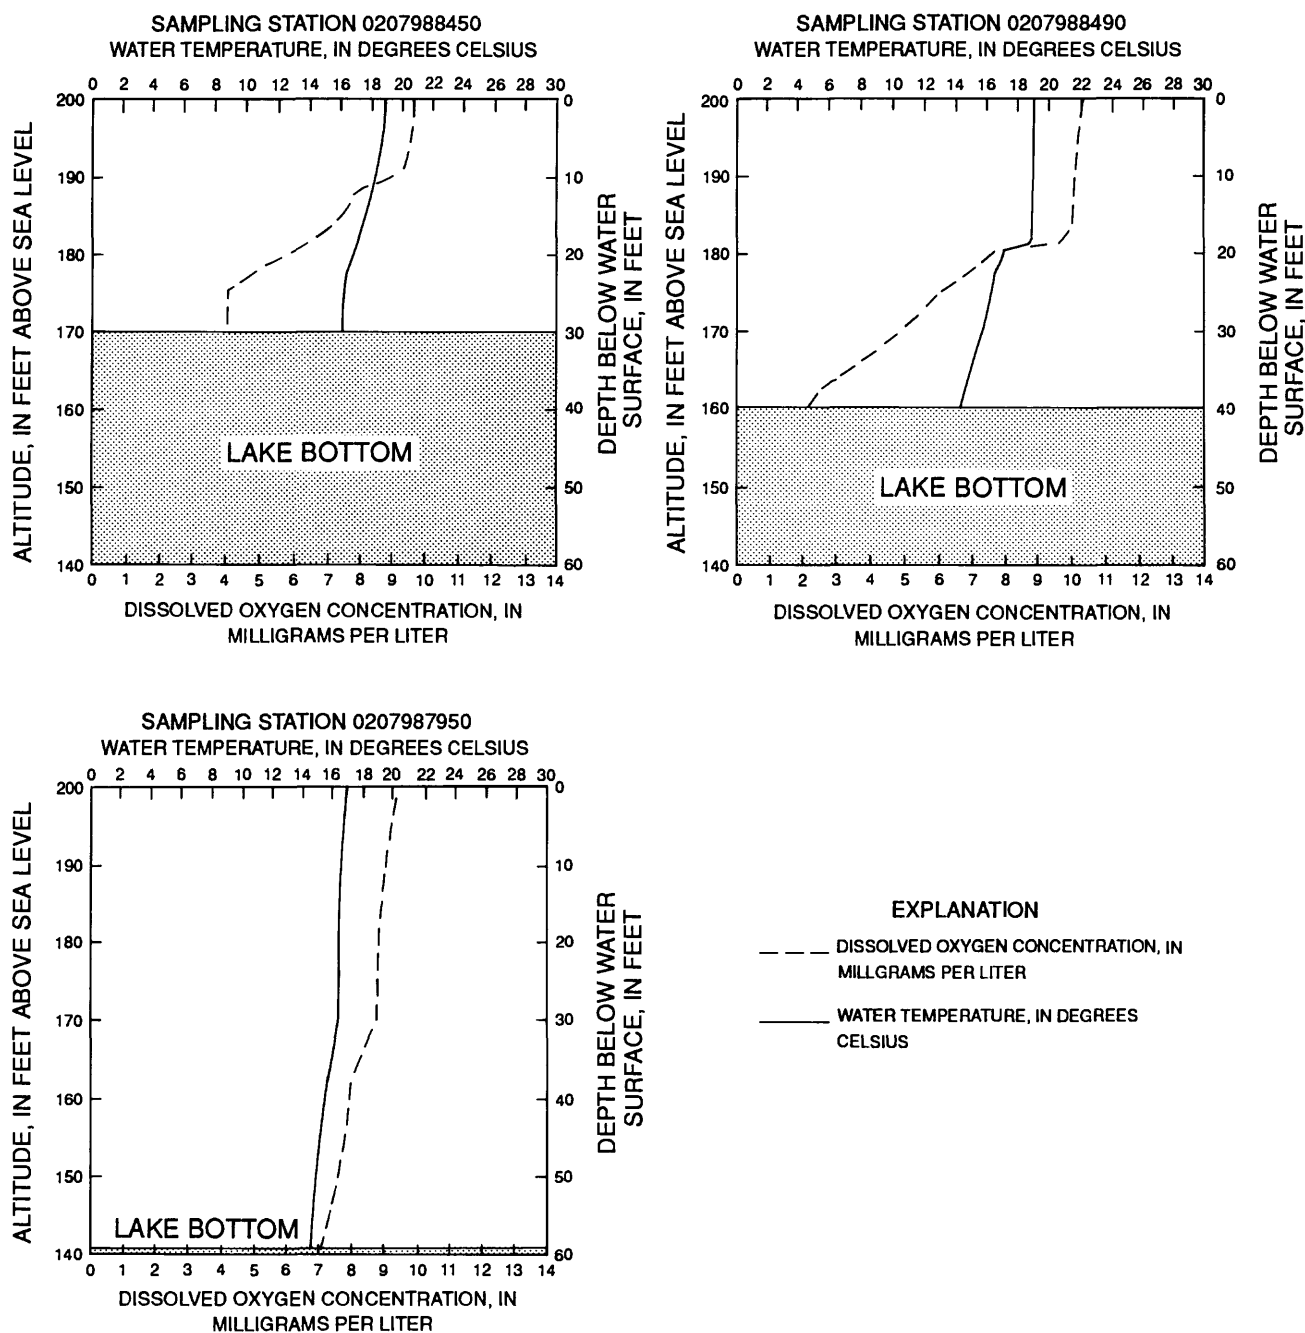 SAMPLING STATION 0207988450
WATER TEMPERATURE, IN DEGREES CELSIUS
0 2 4 6 8 10 12 14 16 18 20 22 24 26 28 30
ALTITUDE, IN FEET ABOVE SEA LEVEL
200
190
180
170
160
150
140
0
10
20
30
40
50
60
DEPTH BELOW WATER
SURFACE, IN FEET
LAKE BOTTOM
0 1 2 3 4 5 6 7 8 9 10 11 12 13 14
DISSOLVED OXYGEN CONCENTRATION, IN
MILLIGRAMS PER LITER
SAMPLING STATION 0207988490
WATER TEMPERATURE, IN DEGREES CELSIUS
0 2 4 6 8 10 12 14 16 18 20 22 24 26 28 30
ALTITUDE, IN FEET ABOVE SEA LEVEL
200
190
180
170
160
150
140
0
10
20
30
40
50
60
DEPTH BELOW WATER
SURFACE, IN FEET
LAKE BOTTOM
0 1 2 3 4 5 6 7 8 9 10 11 12 13 14
DISSOLVED OXYGEN CONCENTRATION, IN
MILLIGRAMS PER LITER
SAMPLING STATION 0207987950
WATER TEMPERATURE, IN DEGREES CELSIUS
0 2 4 6 8 10 12 14 16 18 20 22 24 26 28 30
ALTITUDE, IN FEET ABOVE SEA LEVEL
200
190
180
170
160
150
140
0
10
20
30
40
50
60
DEPTH BELOW WATER
SURFACE, IN FEET
LAKE BOTTOM
0 1 2 3 4 5 6 7 8 9 10 11 12 13 14
DISSOLVED OXYGEN CONCENTRATION, IN
MILLIGRAMS PER LITER
EXPLANATION
DISSOLVED OXYGEN CONCENTRATION, IN
MILLGRAMS PER LITER
WATER TEMPERATURE, IN DEGREES
CELSIUS